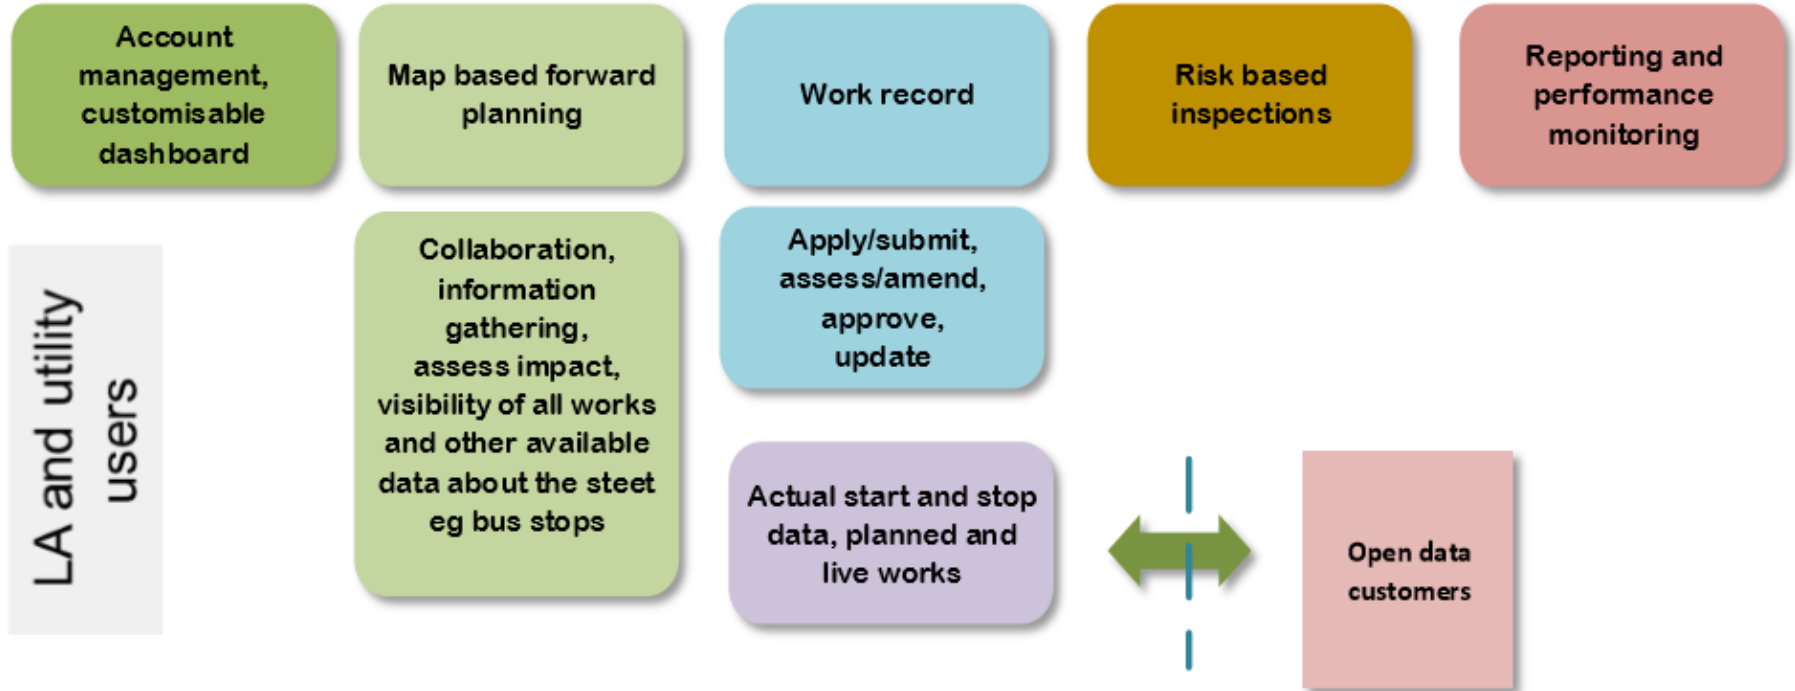 Account
management,
customisable
dashboard
Map based forward
planning
Work record
Risk based
inspections
Reporting and
performance
monitoring
LA and utility
users
Collaboration,
information
gathering,
assess impact,
visibility of all works
and other available
data about the steet
eg bus stops
Apply/submit,
assess/amend,
approve,
update
Actual start and stop
data, planned and
live works
Open data
customers